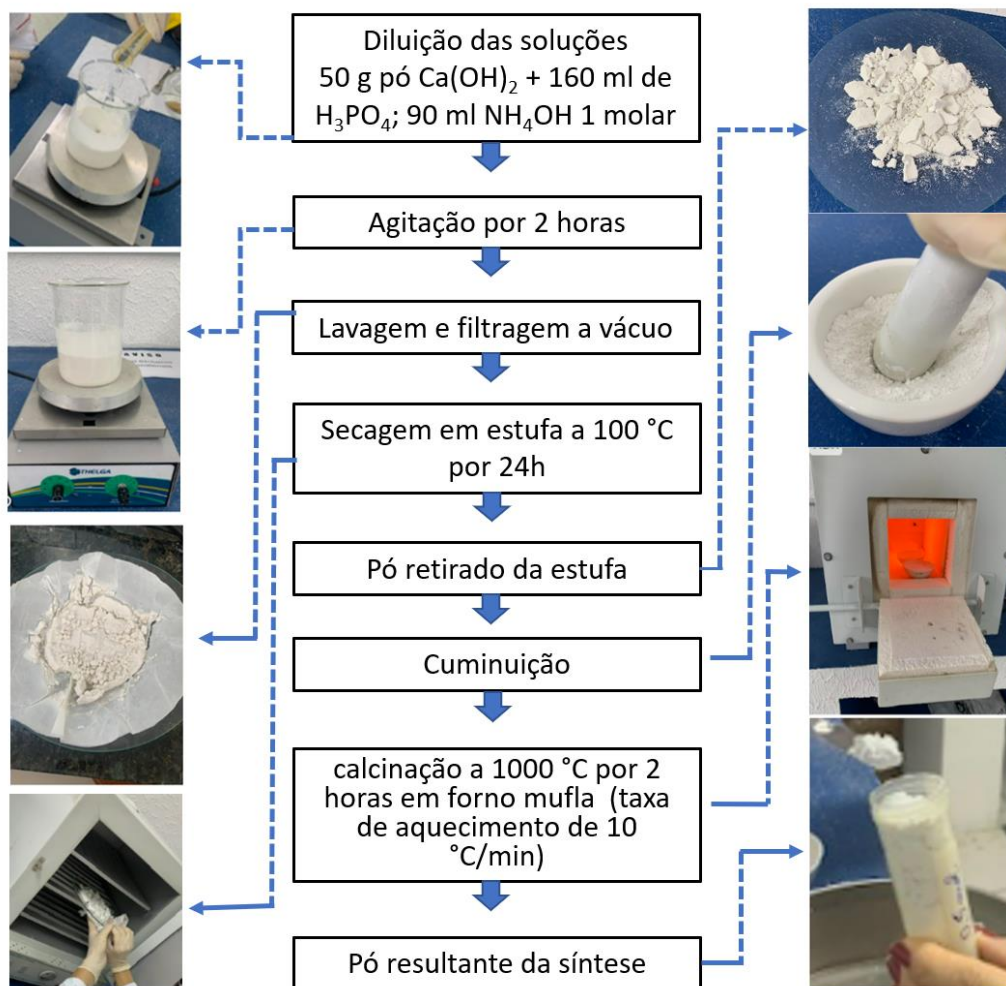 Diluição das soluções
50 g pó Ca(OH)₂ + 160 ml de
H₃PO₄; 90 ml NH₄OH 1 molar
Agitação por 2 horas
Lavagem e filtragem a vácuo
Secagem em estufa a 100 °C
por 24h
Pó retirado da estufa
Cuminuição
calcinação a 1000 °C por 2
horas em forno mufla (taxa
de aquecimento de 10
°C/min)
Pó resultante da síntese
AVISO
THELGA